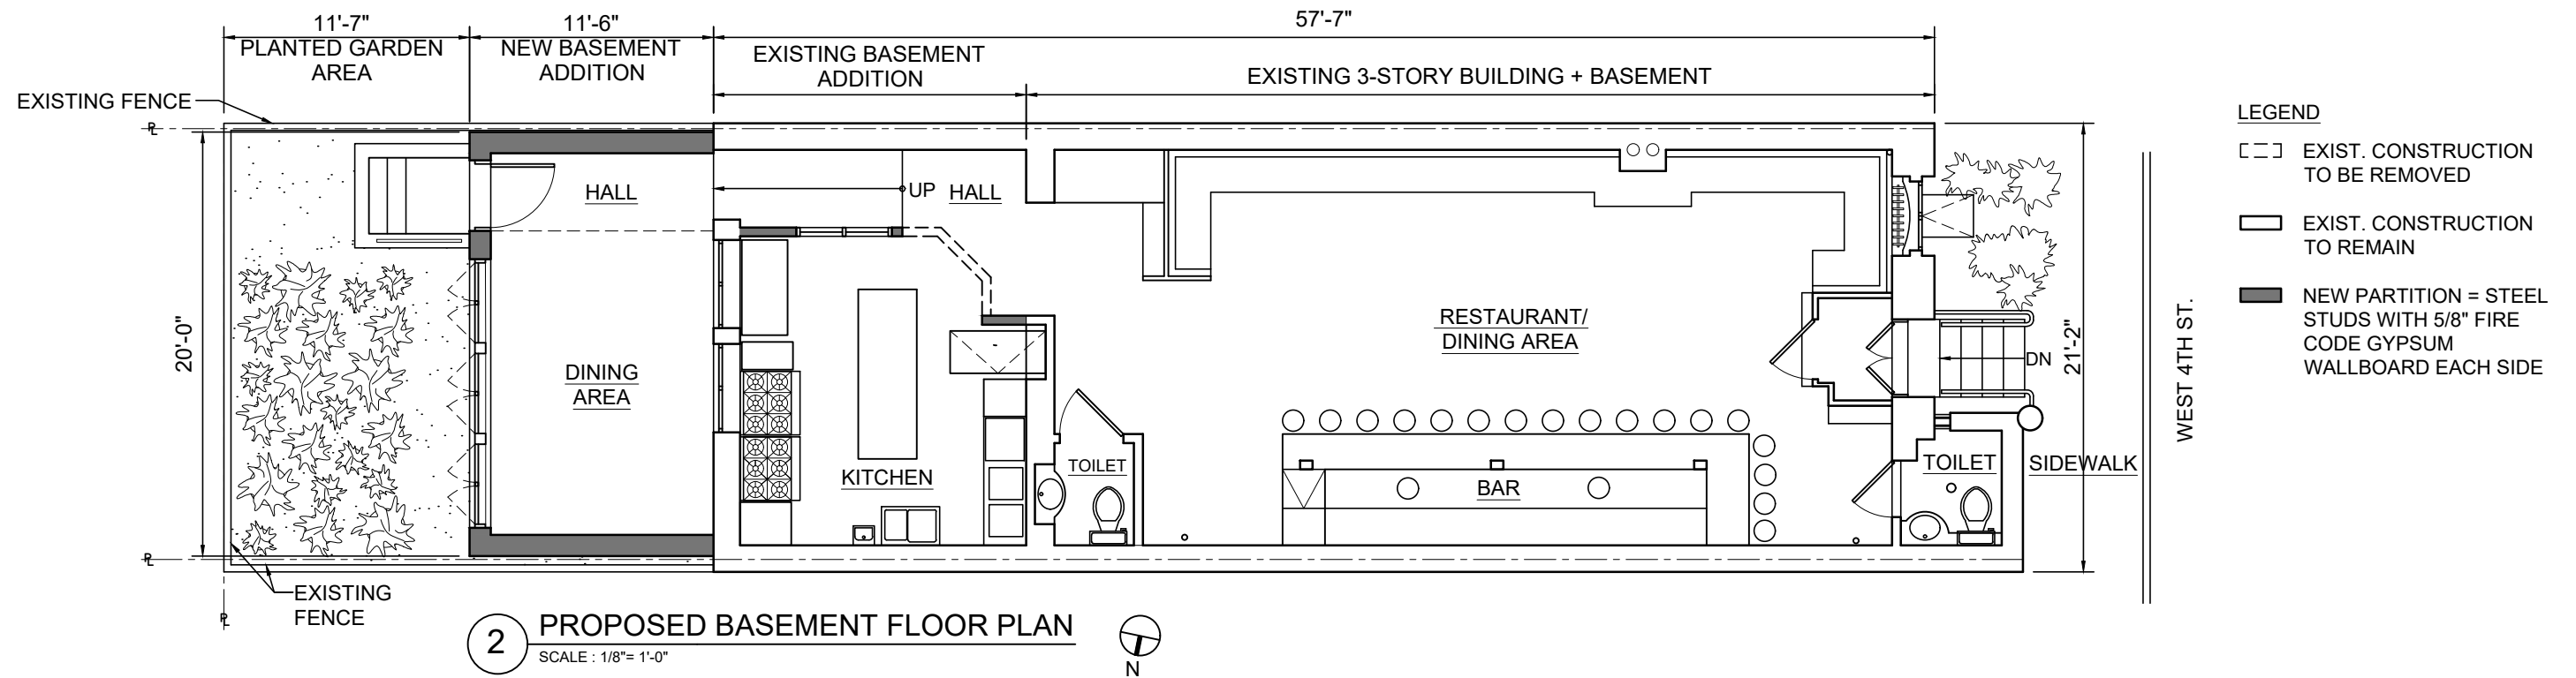 11'-7"
PLANTED GARDEN
AREA
11'-6"
NEW BASEMENT
ADDITION
57'-7"
EXISTING BASEMENT
ADDITION
EXISTING 3-STORY BUILDING + BASEMENT
EXISTING FENCE
PL
PL
PL
20'-0"
HALL
UP
HALL
DINING
AREA
KITCHEN
TOILET
RESTAURANT/
DINING AREA
BAR
TOILET
DN
21'-2"
SIDEWALK
WEST 4TH ST.
EXISTING
FENCE
2
PROPOSED BASEMENT FLOOR PLAN
SCALE : 1/8"= 1'-0"
N
LEGEND
EXIST. CONSTRUCTION
TO BE REMOVED
EXIST. CONSTRUCTION
TO REMAIN
NEW PARTITION = STEEL
STUDS WITH 5/8" FIRE
CODE GYPSUM
WALLBOARD EACH SIDE